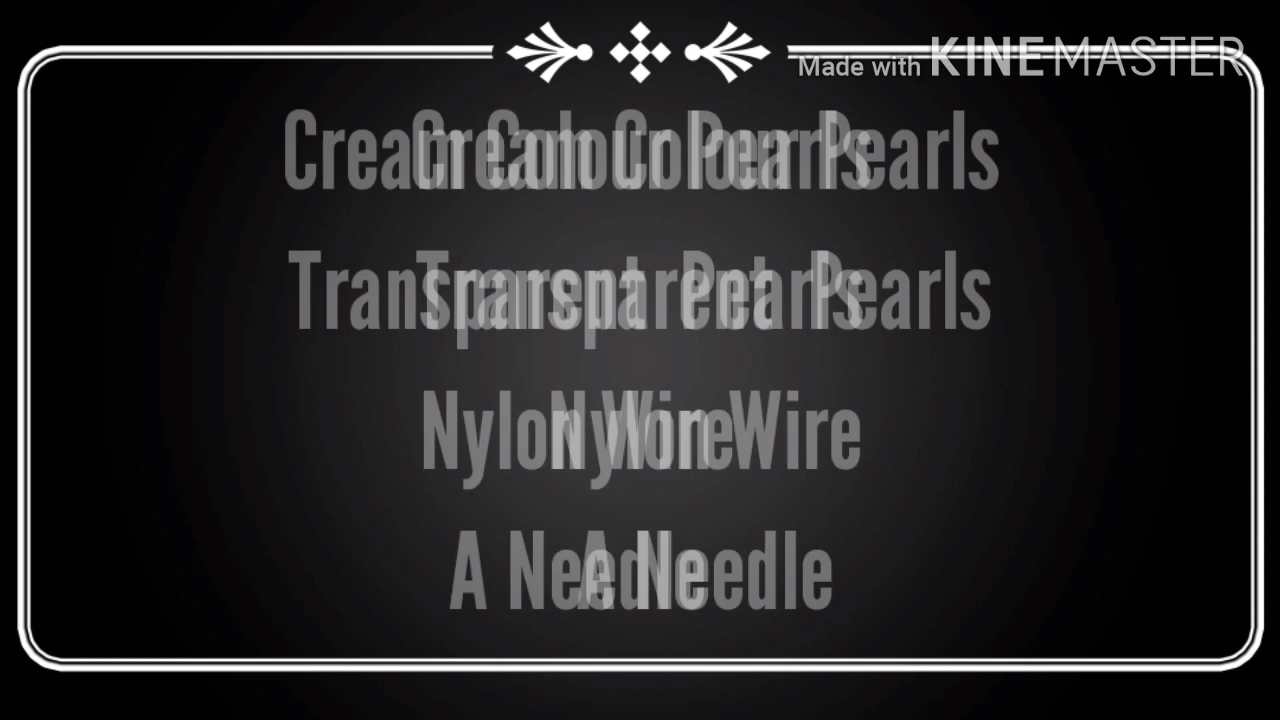 Made with KINEMASTER
Cream Colour Pearls
Transparent Pearls
Nylon Wire
A Needle